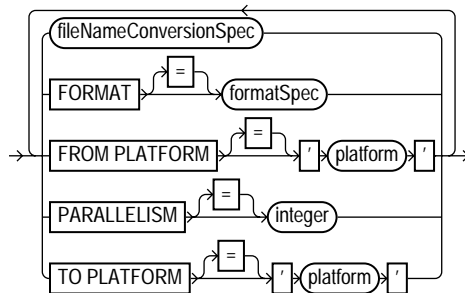 fileNameConversionSpec
FORMAT = formatSpec
FROM PLATFORM = ' platform '
PARALLELISM = integer
TO PLATFORM = ' platform '